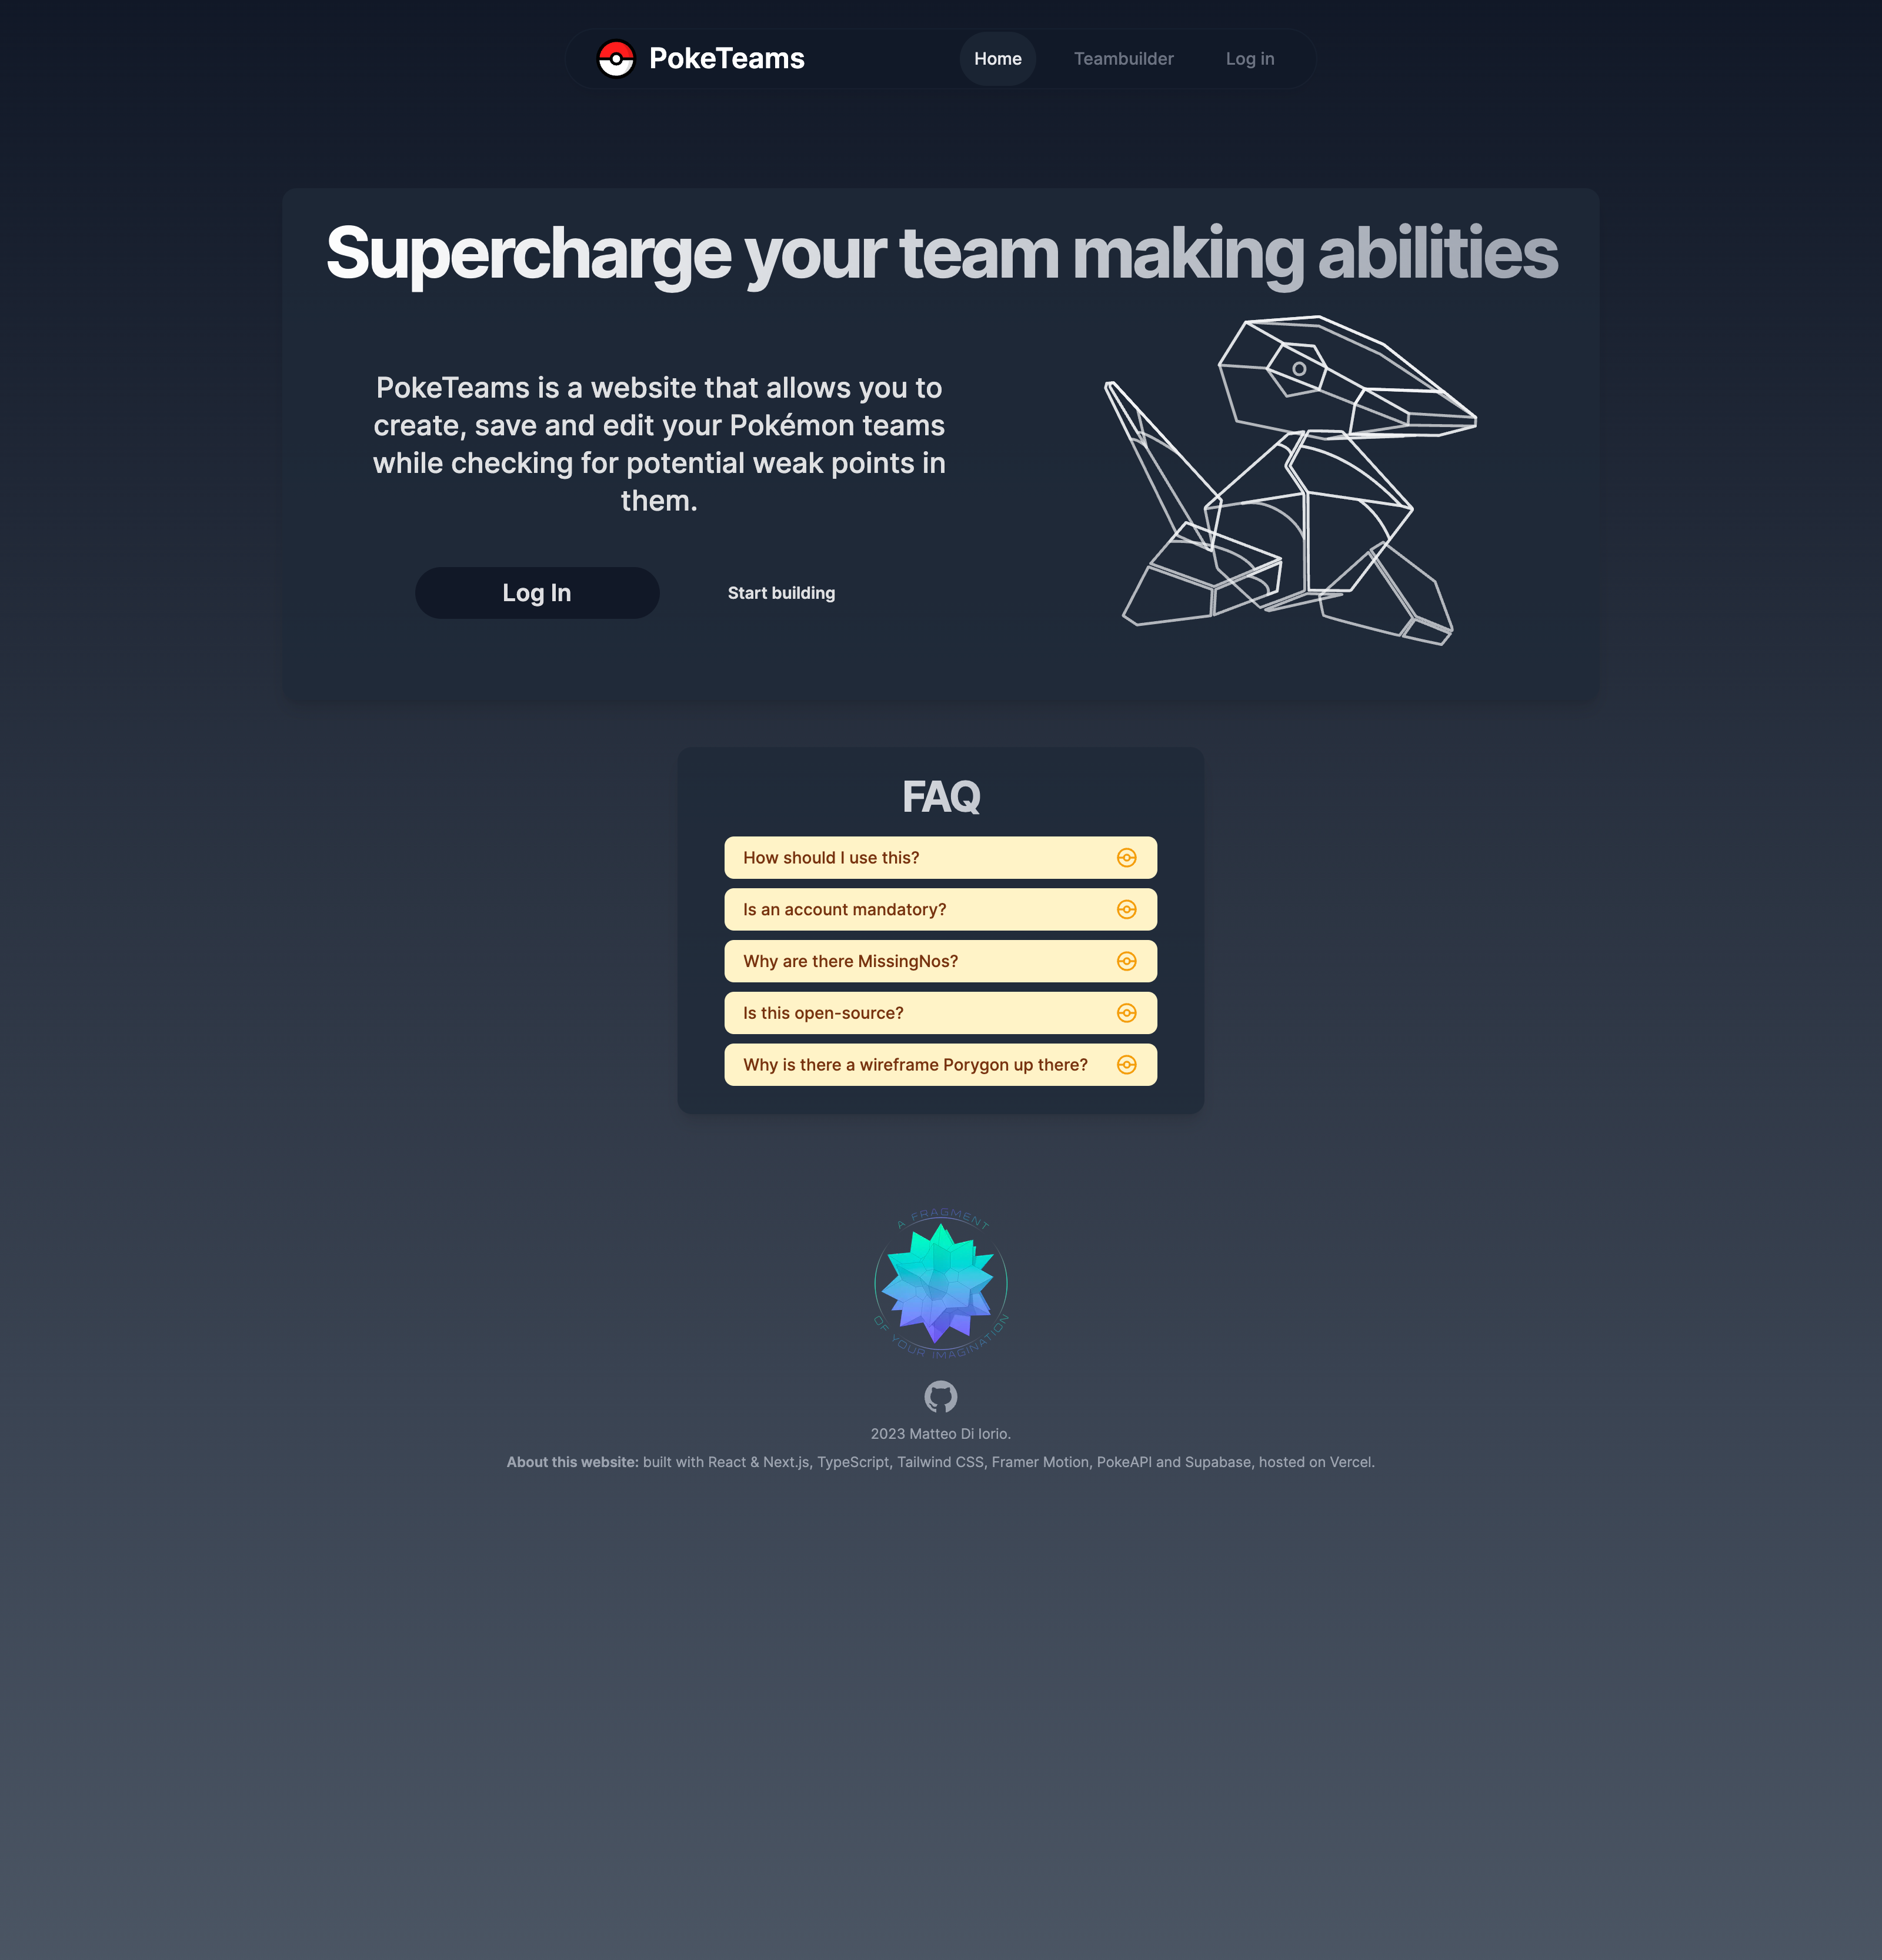 PokeTeams
Home
Teambuilder
Log in
Supercharge your team making abilities
PokeTeams is a website that allows you to
create, save and edit your Pokémon teams
while checking for potential weak points in
them.
Log In
Start building
FAQ
How should I use this?
Is an account mandatory?
Why are there MissingNos?
Is this open-source?
Why is there a wireframe Porygon up there?
A FRAGMENT
OF YOUR IMAGINATION
2023 Matteo Di Iorio.
About this website: built with React & Next.js, TypeScript, Tailwind CSS, Framer Motion, PokeAPI and Supabase, hosted on Vercel.